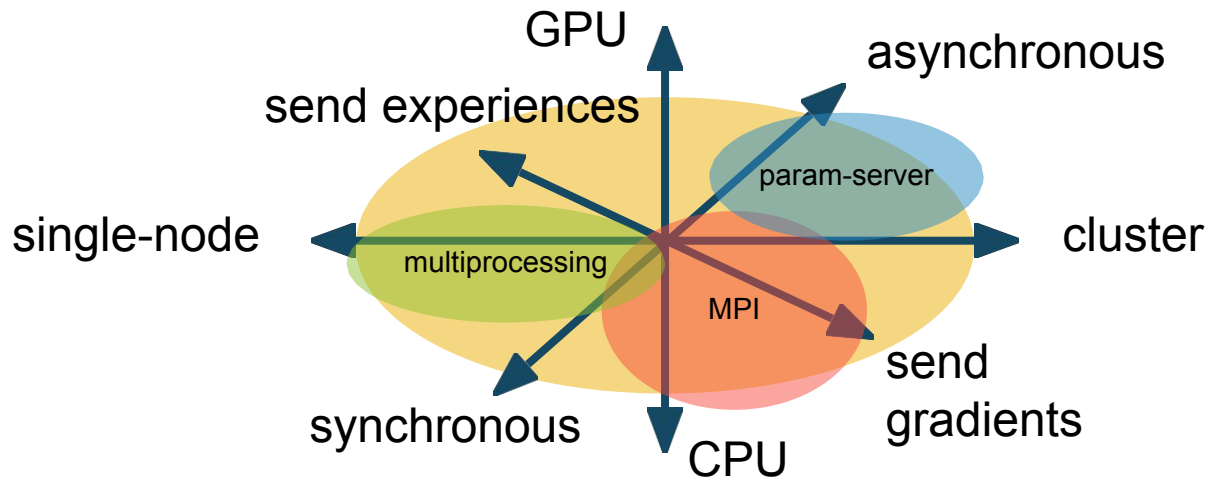 GPU
asynchronous
send experiences
param-server
single-node
cluster
multiprocessing
MPI
send
gradients
synchronous
CPU